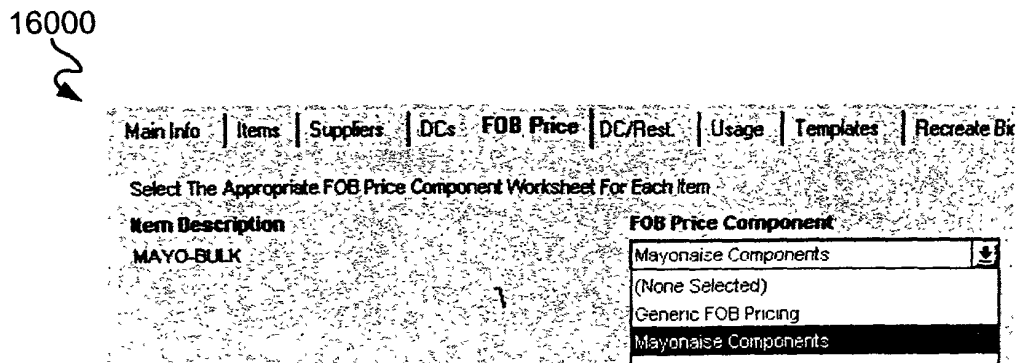 16000
Main Info Items Suppliers DCs FOB Price DC/Rest. Usage Templates Recreate Bid
Select The Appropriate FOB Price Component Worksheet For Each Item
Item Description FOB Price Component
MAYO-BULK Mayonaise Components
(None Selected)
Generic FOB Pricing
Mayonaise Components